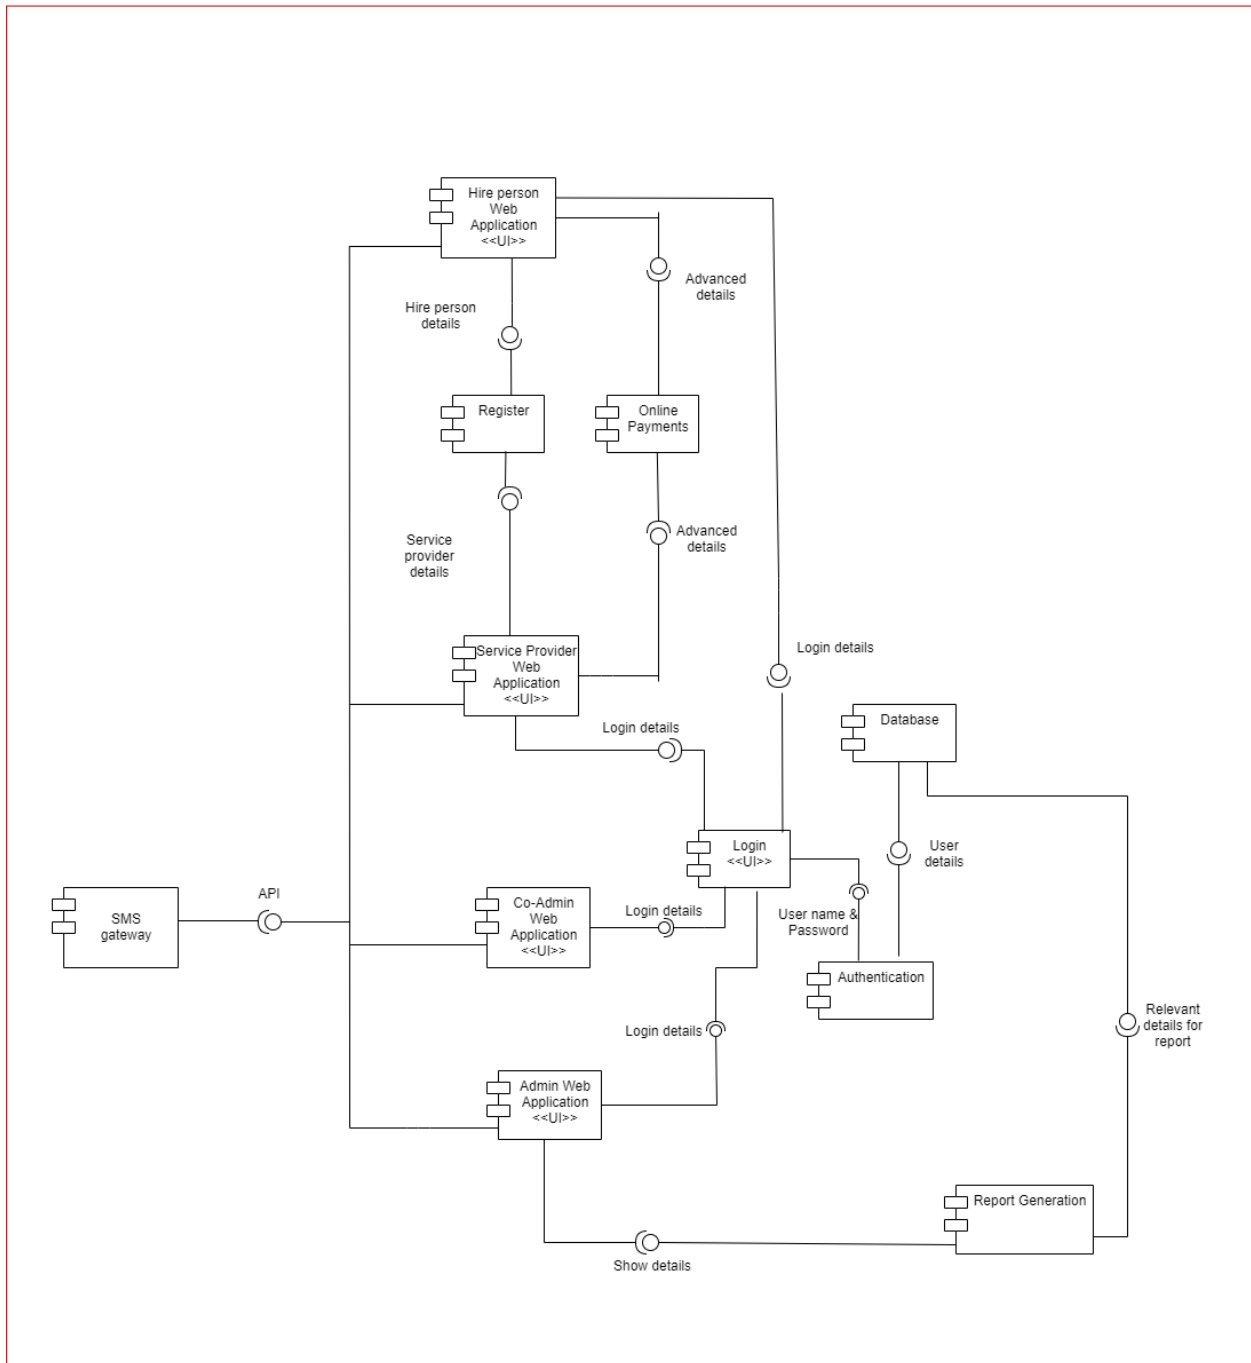 Hire person
Web
Application
<<UI>>
Advanced
details
Hire person
details
Register
Online
Payments
Service
provider
details
Advanced
details
Service Provider
Web
Application
<<UI>>
Login details
Login details
Database
Login
<<UI>>
User
details
API
SMS
gateway
Co-Admin
Web
Application
<<UI>>
Login details
User name &
Password
Authentication
Login details
Relevant
details for
report
Admin Web
Application
<<UI>>
Report Generation
Show details